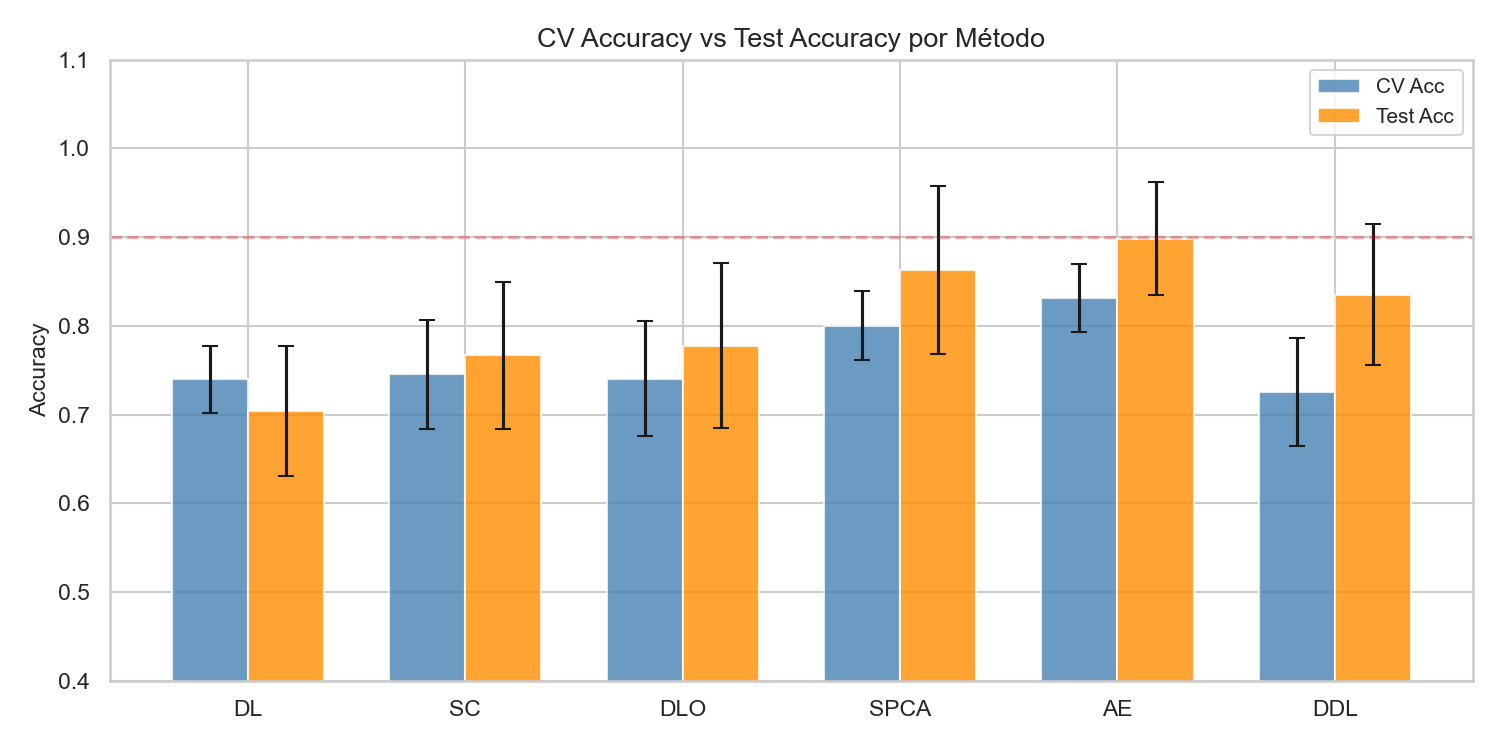 CV Accuracy vs Test Accuracy por Método
CV Acc
Test Acc
Accuracy
1.1
1.0
0.9
0.8
0.7
0.6
0.5
0.4
DL SC DLO SPCA AE DDL